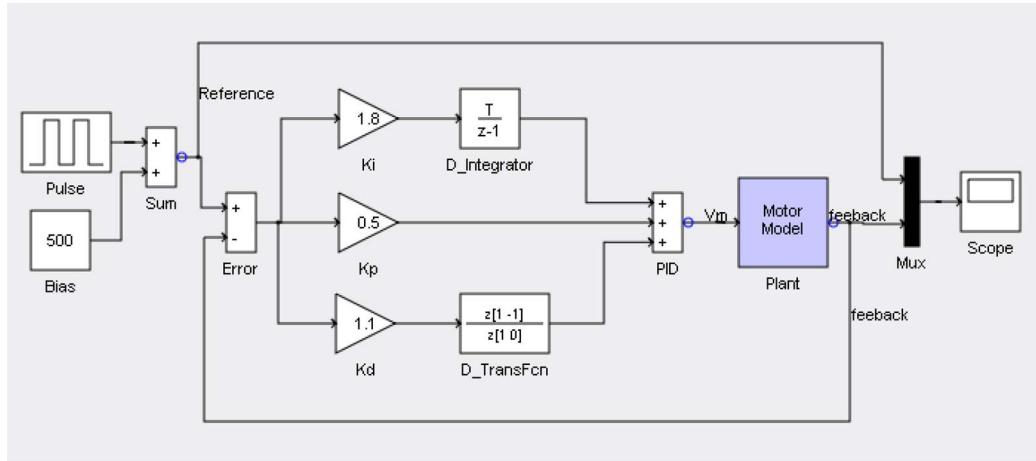 Reference
Pulse
+
+
Sum
500
Bias
+
-
Error
1.8
Ki
T
z-1
D_Integrator
0.5
Kp
1.1
Kd
z[1 -1]
z[1 0]
D_TransFcn
+
+
+
PID
Vm
Motor
Model
Plant
feeback
feeback
Mux
Scope